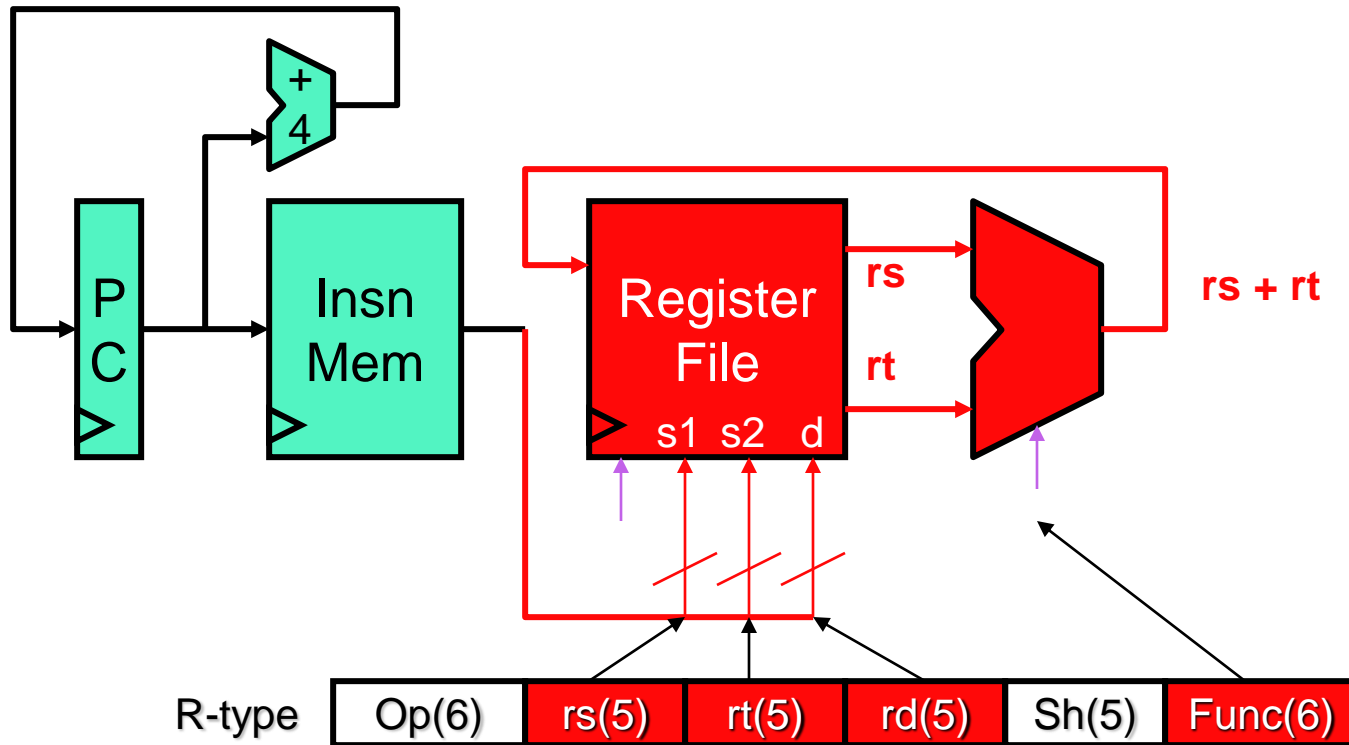 +
4
P
C
Insn
Mem
Register
File
s1 s2 d
rs
rt
rs + rt
R-type Op(6) rs(5) rt(5) rd(5) Sh(5) Func(6)